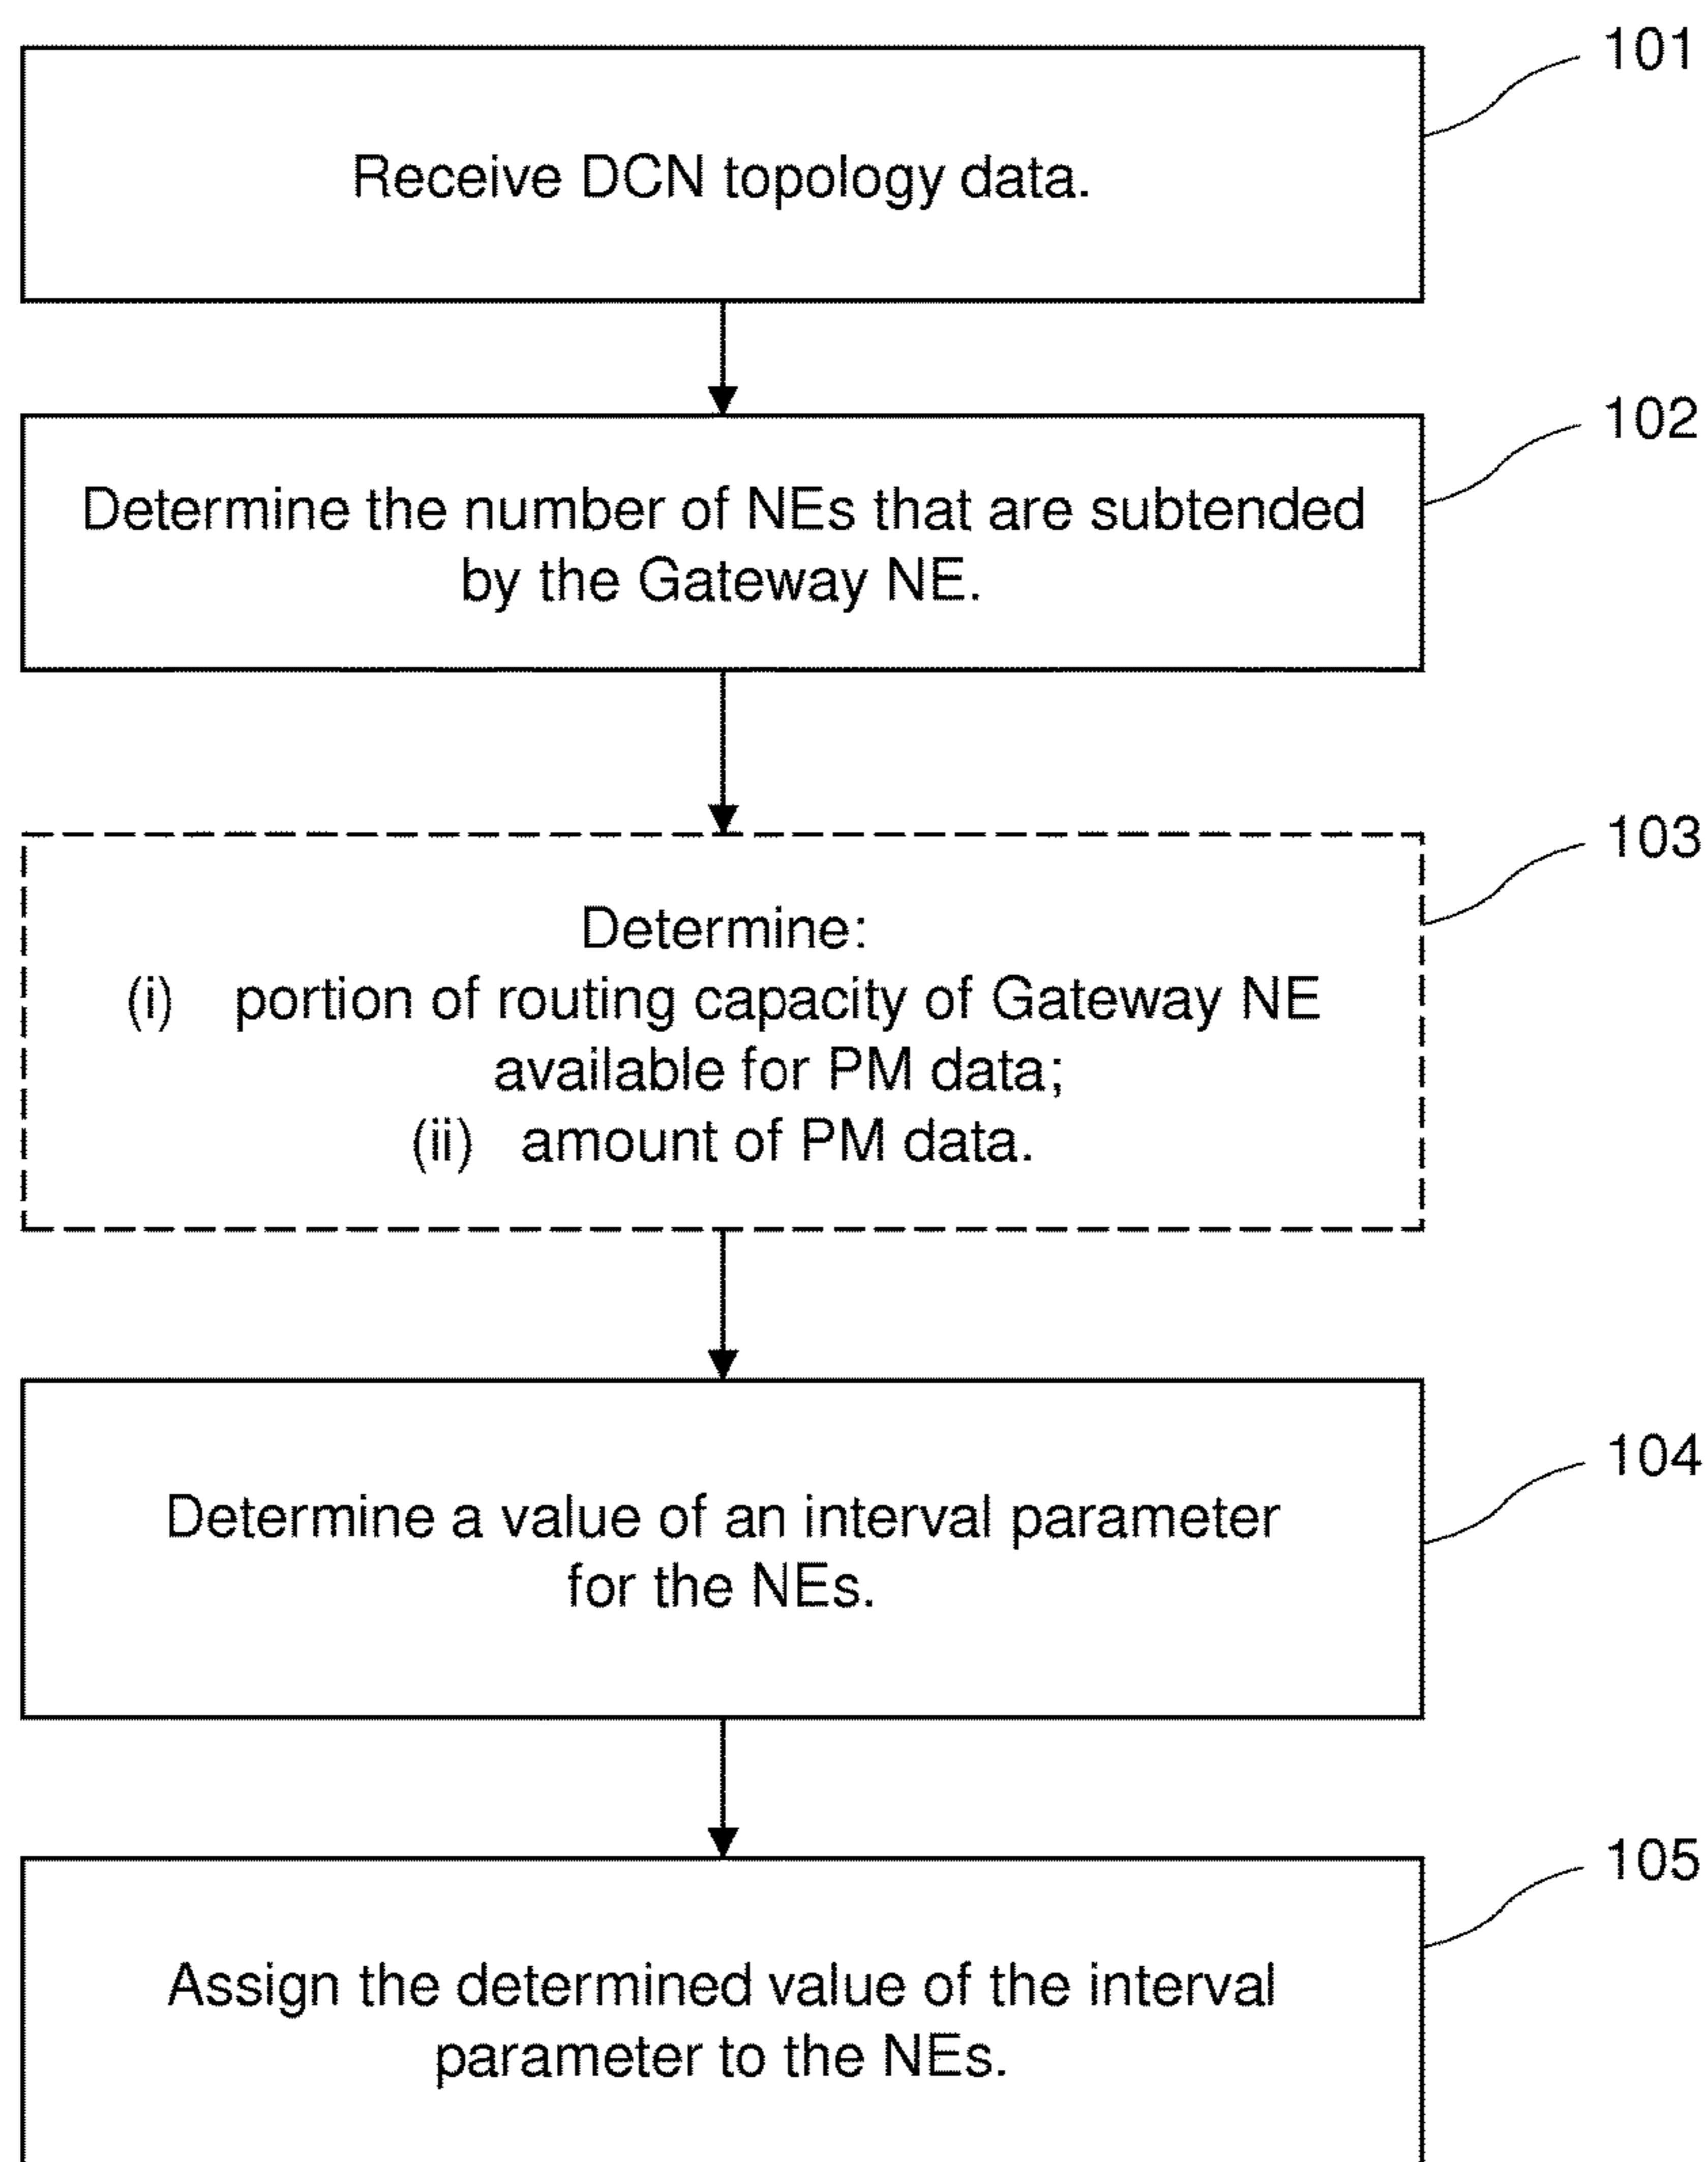 101
Receive DCN topology data.
102
Determine the number of NEs that are subtended
by the Gateway NE.
103
Determine:
(i) portion of routing capacity of Gateway NE
available for PM data;
(ii) amount of PM data.
104
Determine a value of an interval parameter
for the NEs.
105
Assign the determined value of the interval
parameter to the NEs.